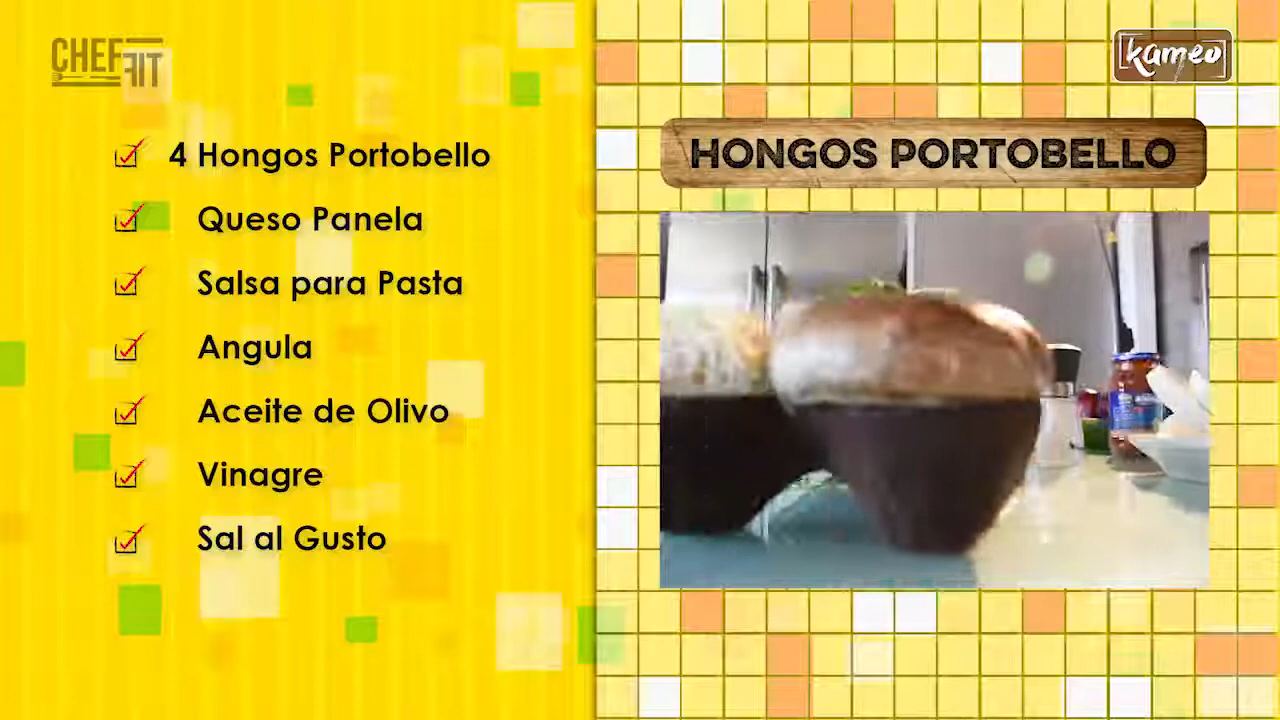 CHEF FIT
kameo
4 Hongos Portobello
Queso Panela
Salsa para Pasta
Angula
Aceite de Olivo
Vinagre
Sal al Gusto
HONGOS PORTOBELLO